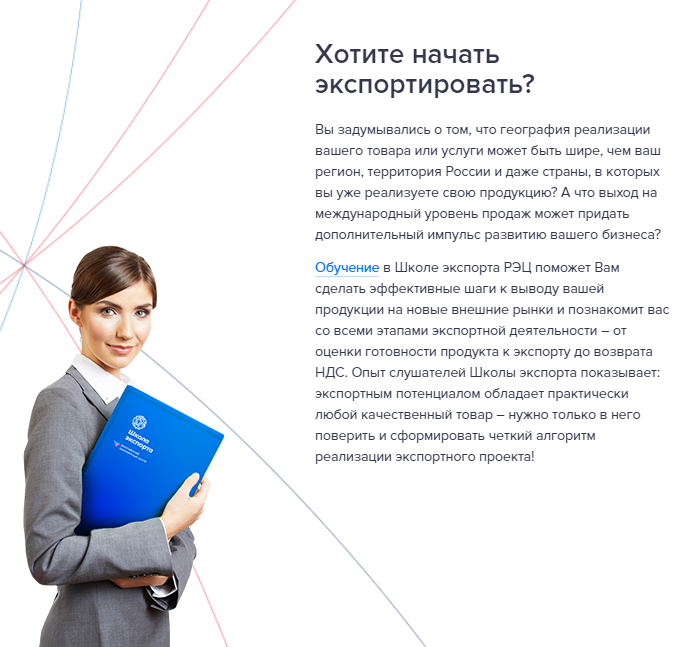 Хотите начать
экспортировать?
Вы задумывались о том, что география реализации
вашего товара или услуги может быть шире, чем ваш
регион, территория России и даже страны, в которых
вы уже реализуете свою продукцию? А что выход на
международный уровень продаж может придать
дополнительный импульс развитию вашего бизнеса?
Обучение в Школе экспорта РЭЦ поможет Вам
сделать эффективные шаги к выводу вашей
продукции на новые внешние рынки и познакомит вас
со всеми этапами экспортной деятельности – от
оценки готовности продукта к экспорту до возврата
НДС. Опыт слушателей Школы экспорта показывает:
экспортным потенциалом обладает практически
любой качественный товар – нужно только в него
поверить и сформировать четкий алгоритм
реализации экспортного проекта!
Школа
экспорта